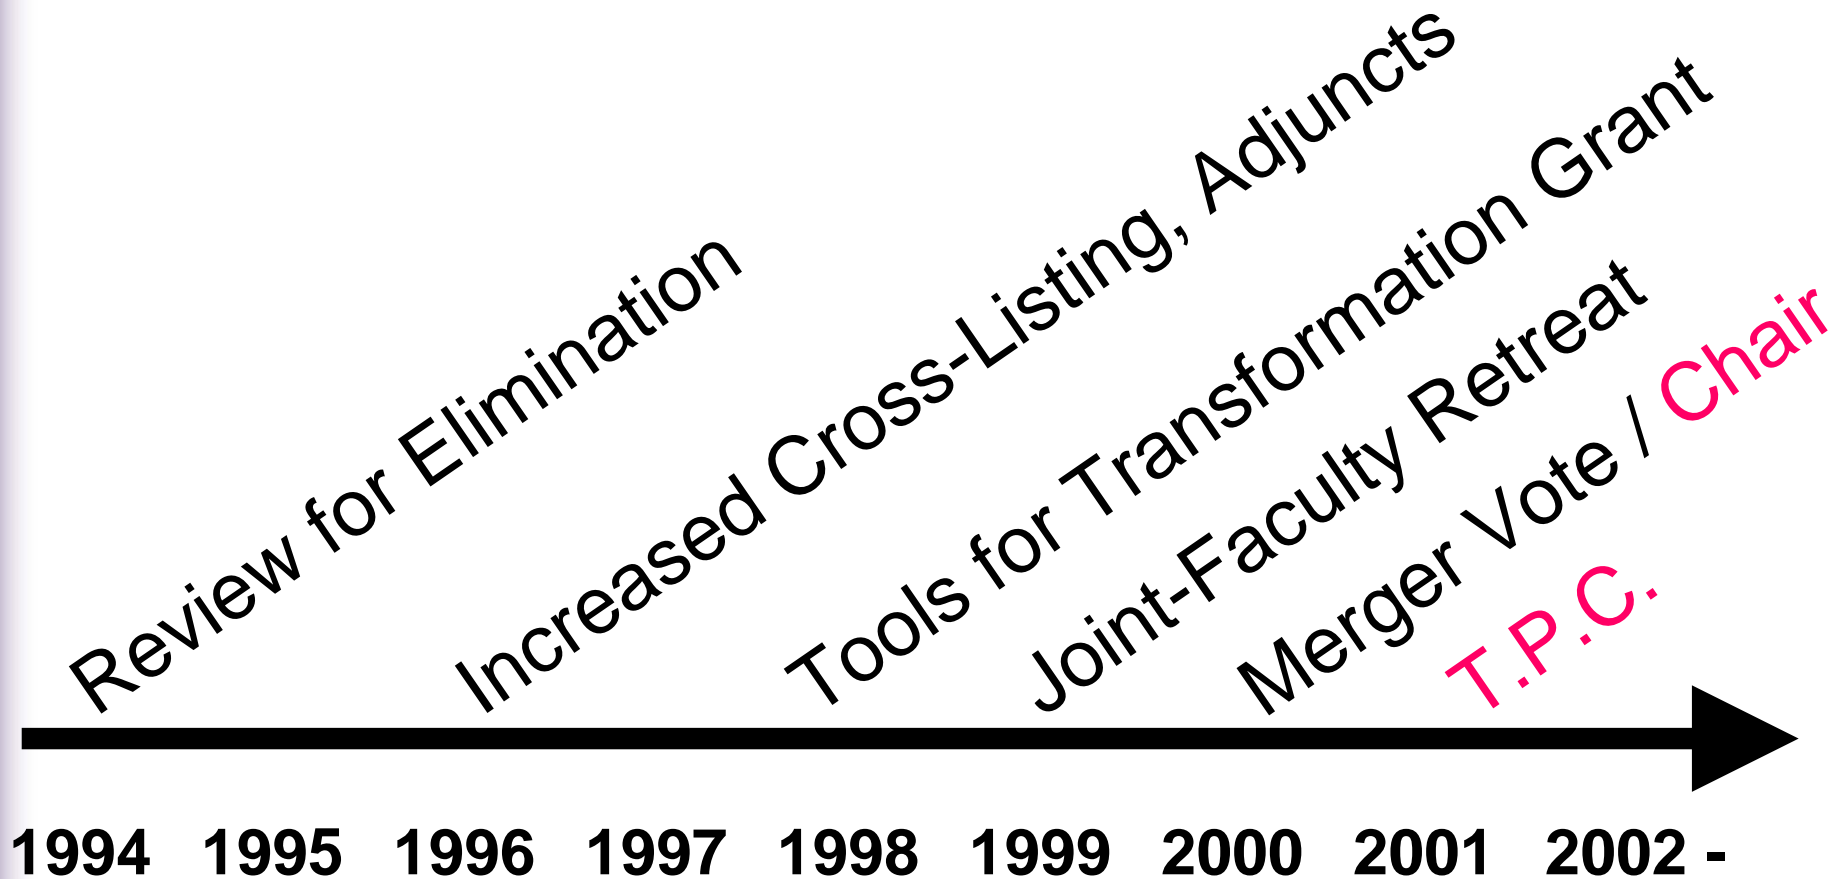 Review for Elimination
Increased Cross-Listing, Adjuncts
Tools for Transformation Grant
Joint-Faculty Retreat
Merger Vote / Chair
T.P.C.
1994 1995 1996 1997 1998 1999 2000 2001 2002 -